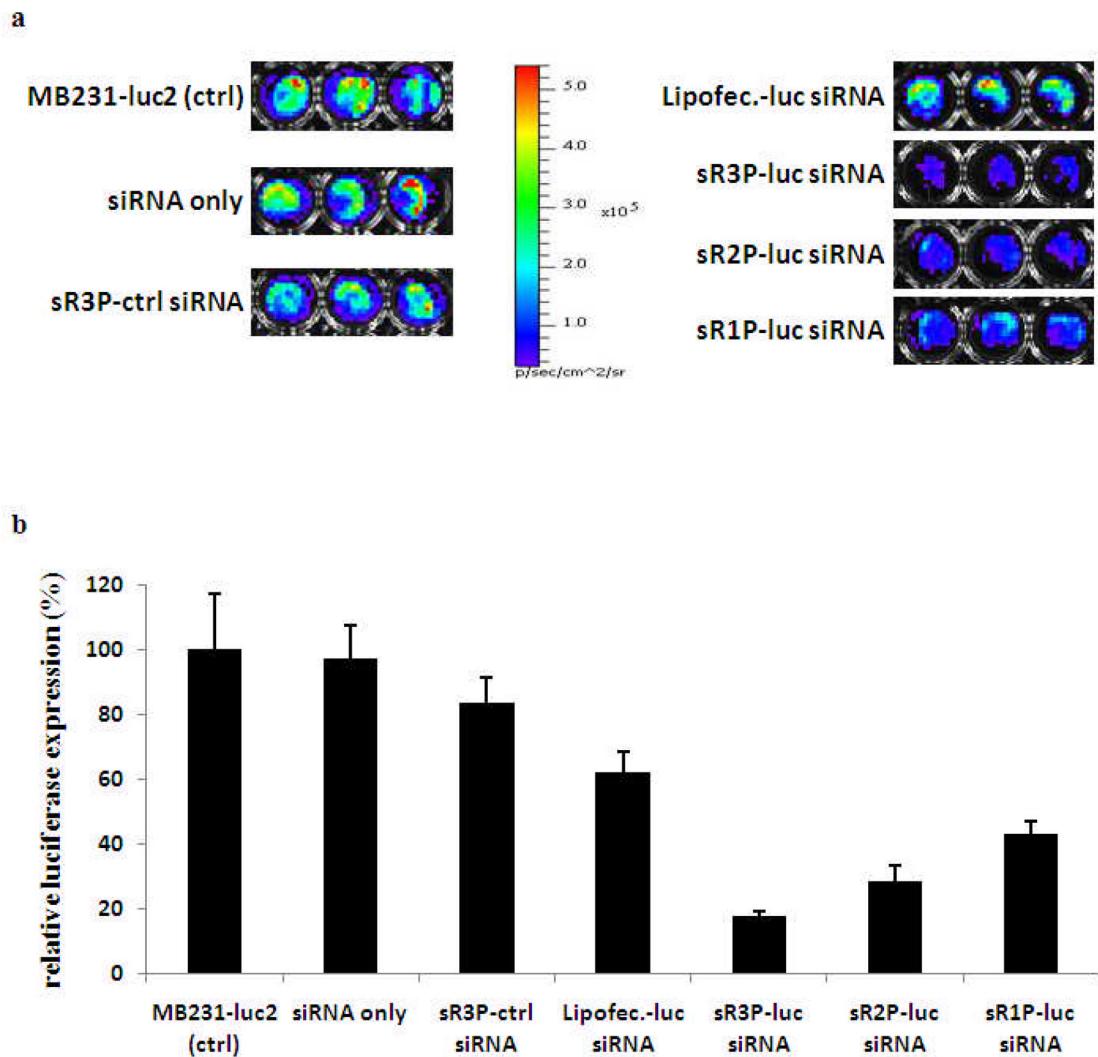 a
MB231-luc2 (ctrl)
siRNA only
sR3P-ctrl siRNA
5.0
3.0
x10^5
2.0
1.0
p/sec/cm^2/sr
Lipofec.-luc siRNA
sR3P-luc siRNA
sR2P-luc siRNA
sR1P-luc siRNA
b
relative luciferase expression (%)
120
100
80
60
40
20
0
MB231-luc2 (ctrl)
siRNA only
sR3P-ctrl siRNA
Lipofec.-luc siRNA
sR3P-luc siRNA
sR2P-luc siRNA
sR1P-luc siRNA